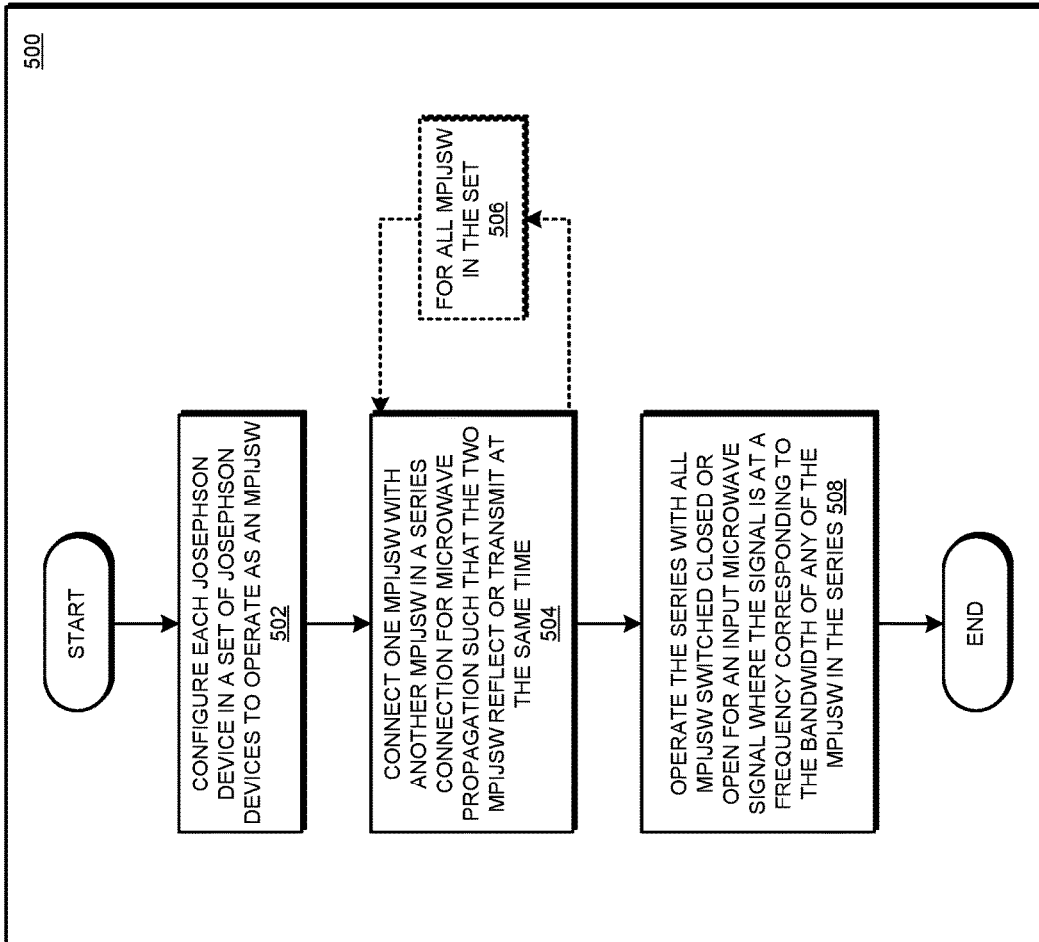 500
START
CONFIGURE EACH JOSEPHSON
DEVICE IN A SET OF JOSEPHSON
DEVICES TO OPERATE AS AN MPIJSW
502
CONNECT ONE MPIJSW WITH
ANOTHER MPIJSW IN A SERIES
CONNECTION FOR MICROWAVE
PROPAGATION SUCH THAT THE TWO
MPIJSW REFLECT OR TRANSMIT AT
THE SAME TIME
504
FOR ALL MPIJSW
IN THE SET
506
OPERATE THE SERIES WITH ALL
MPIJSW SWITCHED CLOSED OR
OPEN FOR AN INPUT MICROWAVE
SIGNAL WHERE THE SIGNAL IS AT A
FREQUENCY CORRESPONDING TO
THE BANDWIDTH OF ANY OF THE
MPIJSW IN THE SERIES 508
END